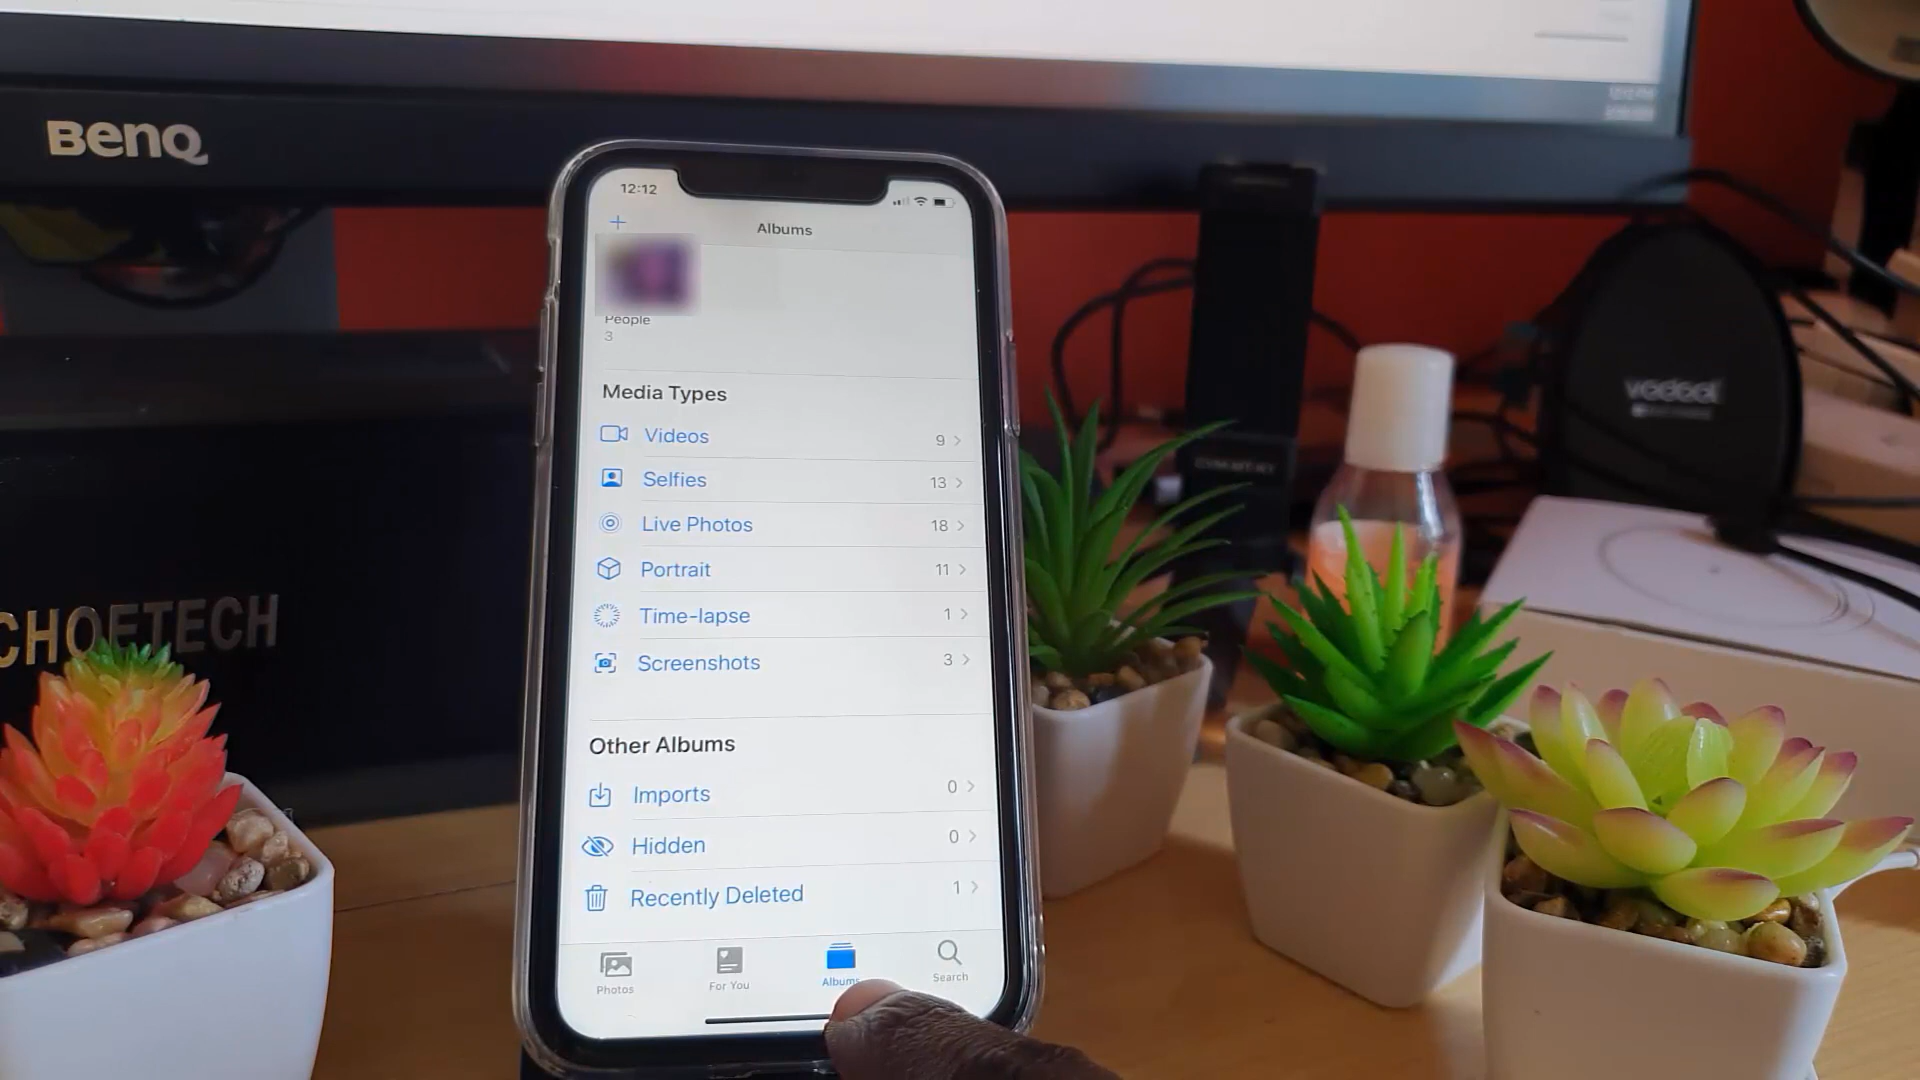 BenQ
12:12
+
Albums
People
3
Media Types
Videos 9
Selfies 13
Live Photos 18
Portrait 11
Time-lapse 1
Screenshots 3
Other Albums
Imports 0
Hidden 0
Recently Deleted 1
Photos
For You
Albums
Search
CHOETECH